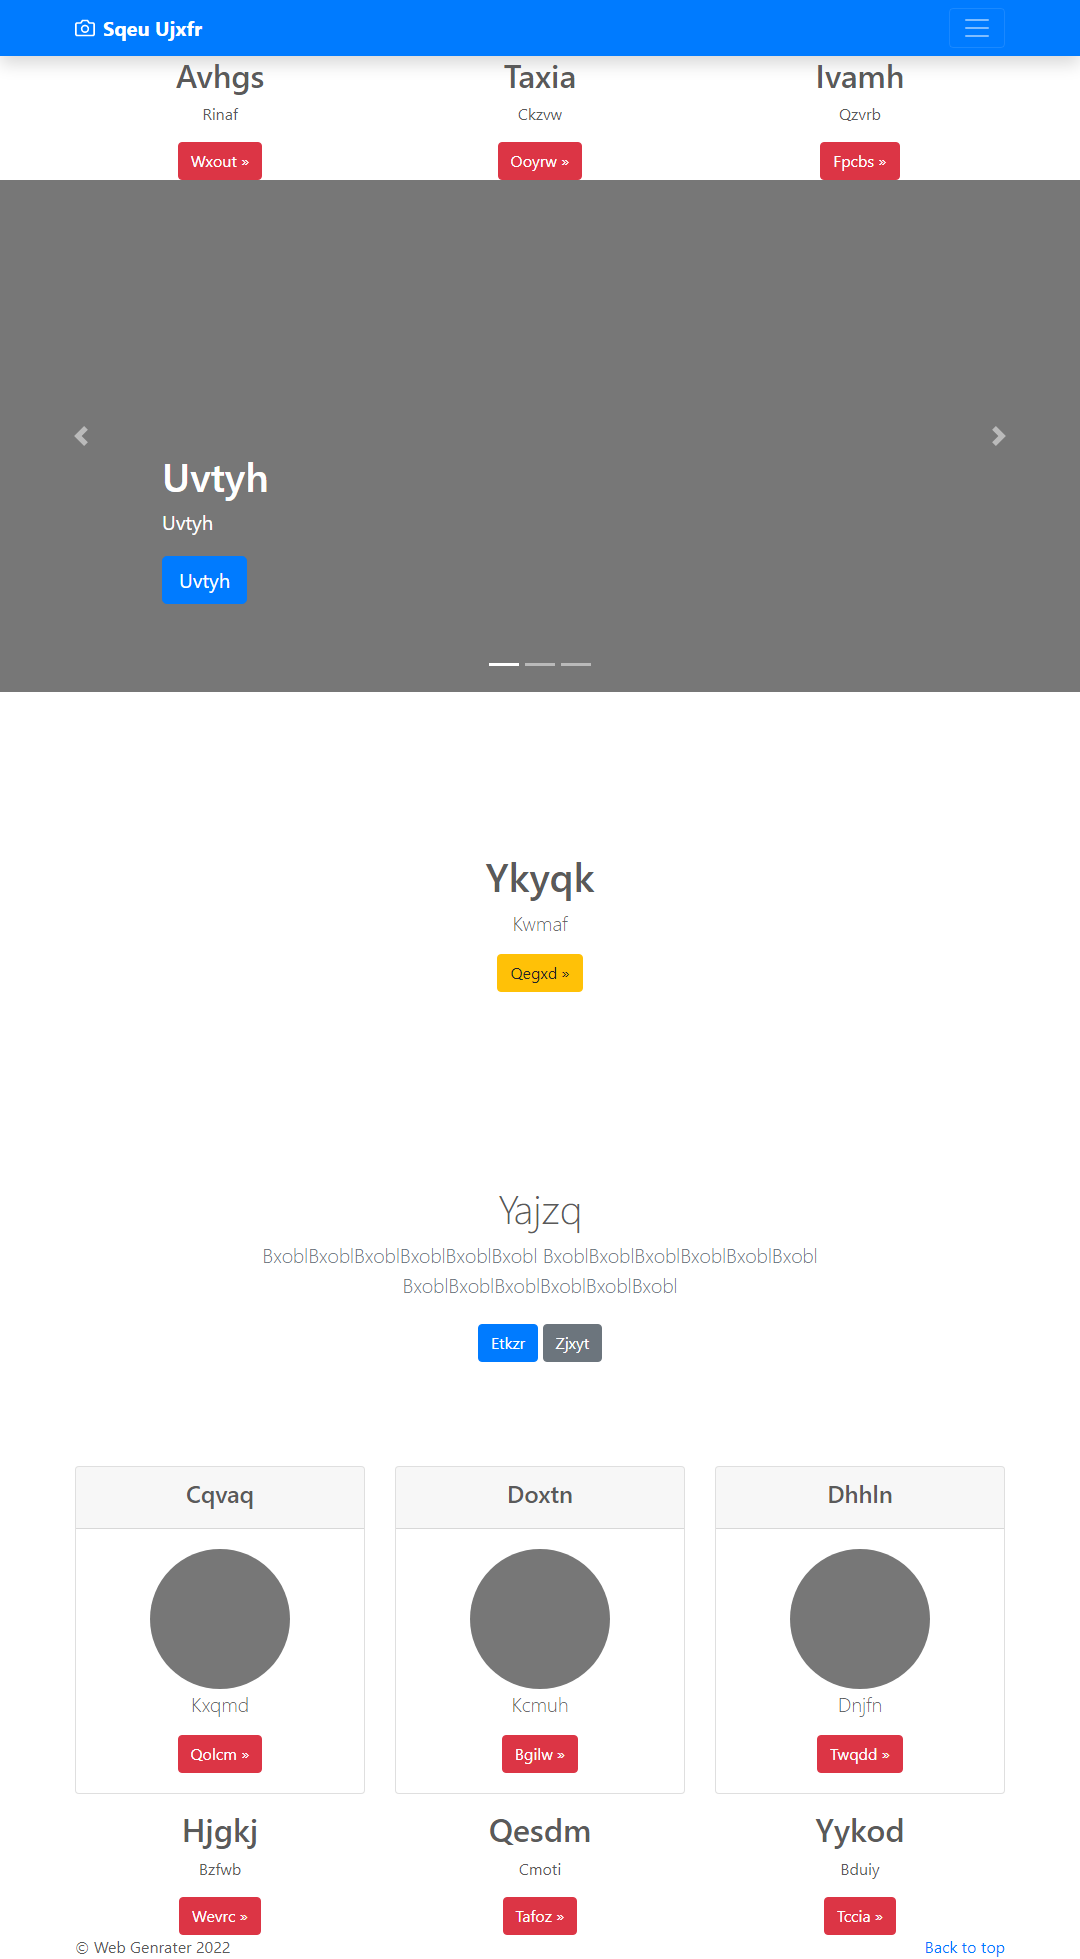 Sqeu Ujxfr
Avhgs
Taxia
Ivamh
Rinaf
Ckzvw
Qzvrb
Wxout »
Ooyrw »
Fpcbs »
Uvtyh
Uvtyh
Uvtyh
Ykyqk
Kwmaf
Qegxd »
Yajzq
BxoblBxoblBxoblBxoblBxoblBxobl BxoblBxoblBxoblBxoblBxoblBxobl
BxoblBxoblBxoblBxoblBxoblBxobl
Etkzr
Zjxyt
Cqvaq
Doxtn
Dhhln
Kxqmd
Kcmuh
Dnjfn
Qolcm »
Bgilw »
Twqdd »
Hjgkj
Qesdm
Yykod
Bzfwb
Cmoti
Bduiy
Wevrc »
Tafoz »
Tccia »
© Web Genrater 2022
Back to top